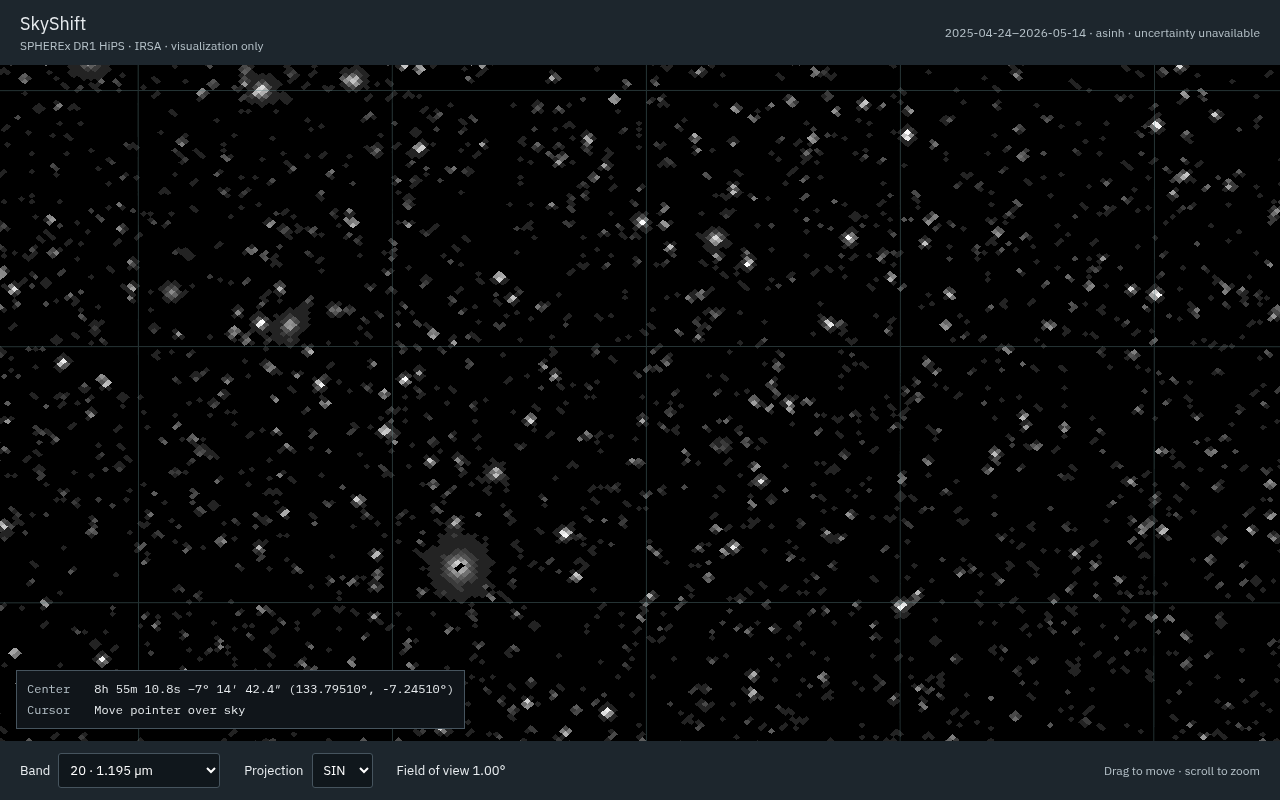 SkyShift
SPHEREx DR1 HiPS · IRSA · visualization only
2025-04-24–2026-05-14 · asinh · uncertainty unavailable
Center 8h 55m 10.8s −7° 14′ 42.4″ (133.79510°, -7.24510°)
Cursor Move pointer over sky
Band 20 · 1.195 µm Projection SIN Field of view 1.00° Drag to move · scroll to zoom